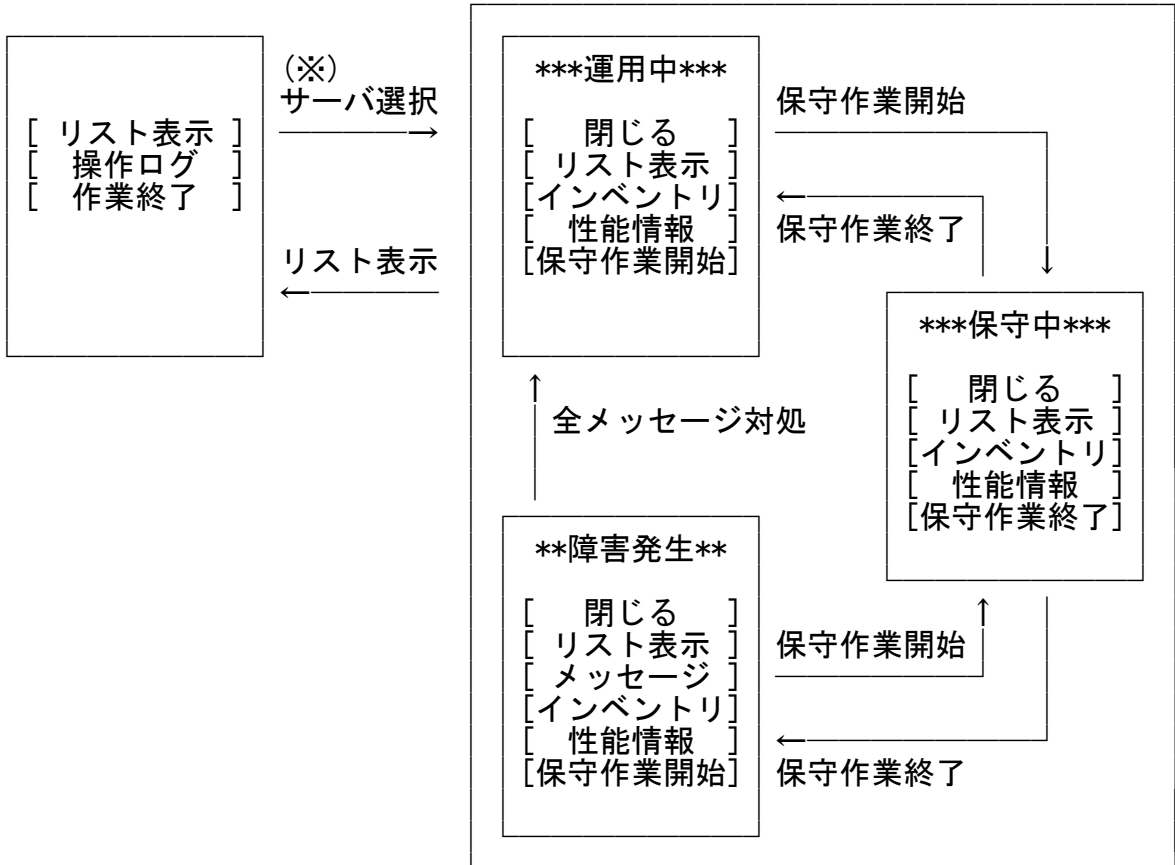 [ リスト表示 ]
[ 操作ログ ]
[ 作業終了 ]
(※)
サーバ選択
リスト表示
***運用中***
[ 閉じる ]
[ リスト表示 ]
[インベントリ]
[ 性能情報 ]
[保守作業開始]
保守作業開始
保守作業終了
***保守中***
[ 閉じる ]
[ リスト表示 ]
[インベントリ]
[ 性能情報 ]
[保守作業終了]
全メッセージ対処
**障害発生**
[ 閉じる ]
[ リスト表示 ]
[ メッセージ ]
[インベントリ]
[ 性能情報 ]
[保守作業開始]
保守作業開始
保守作業終了